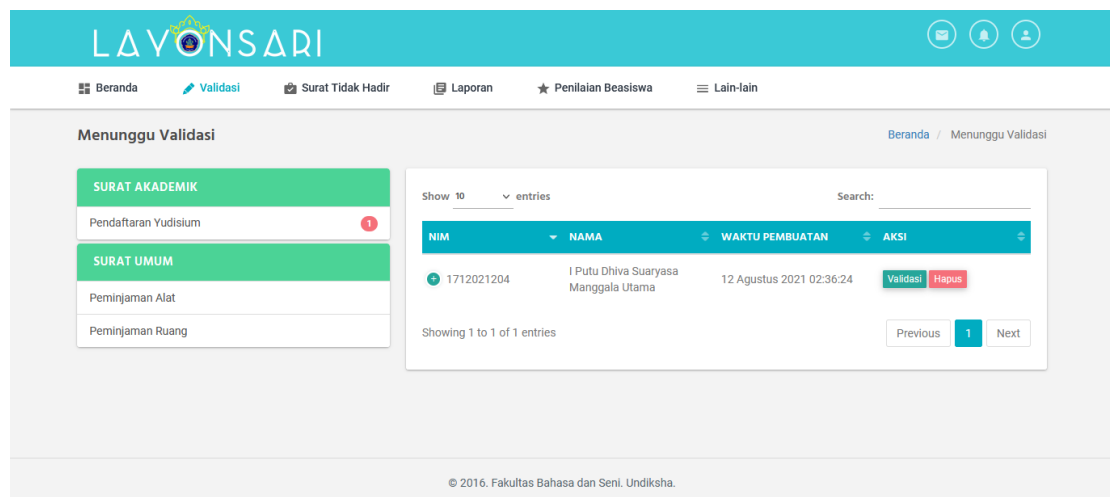 LAYONSARI
Beranda Validasi Surat Tidak Hadir Laporan Penilaian Beasiswa Lain-lain
Menunggu Validasi
Beranda / Menunggu Validasi
SURAT AKADEMIK
Pendaftaran Yudisium 1
SURAT UMUM
Peminjaman Alat
Peminjaman Ruang
Show 10 entries Search:
NIM NAMA WAKTU PEMBUATAN AKSI
1712021204 I Putu Dhiva Suaryasa Manggala Utama 12 Agustus 2021 02:36:24 Validasi Hapus
Showing 1 to 1 of 1 entries Previous 1 Next
© 2016. Fakultas Bahasa dan Seni. Undiksha.